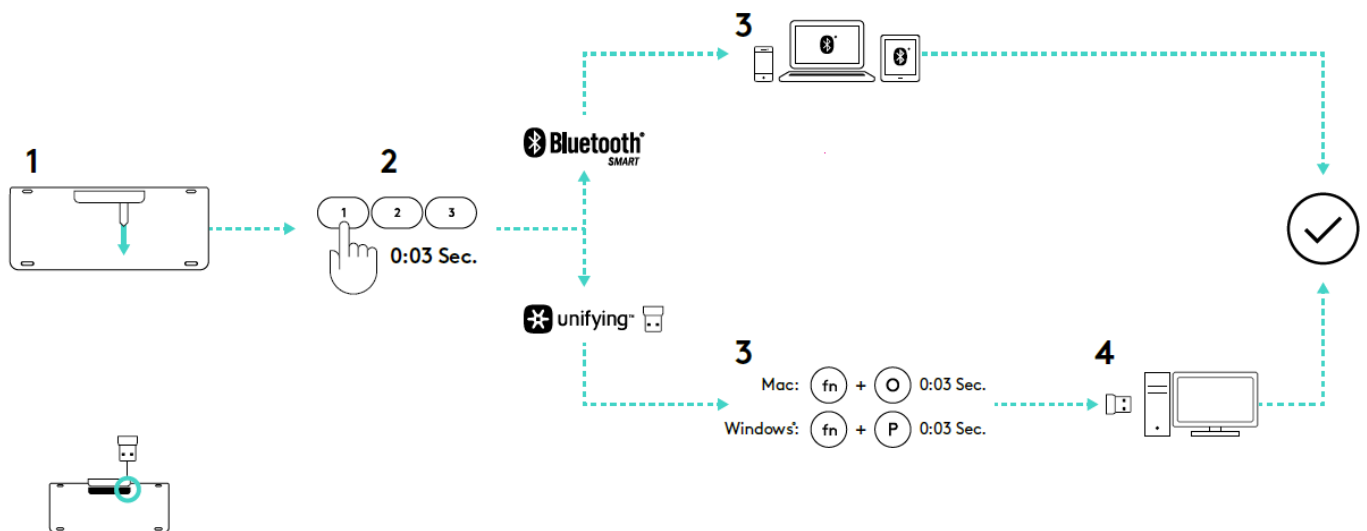 1
2
1 2 3
0:03 Sec.
Bluetooth®
SMART
unifying™
3
3
Mac: fn + O 0:03 Sec.
Windows®: fn + P 0:03 Sec.
4